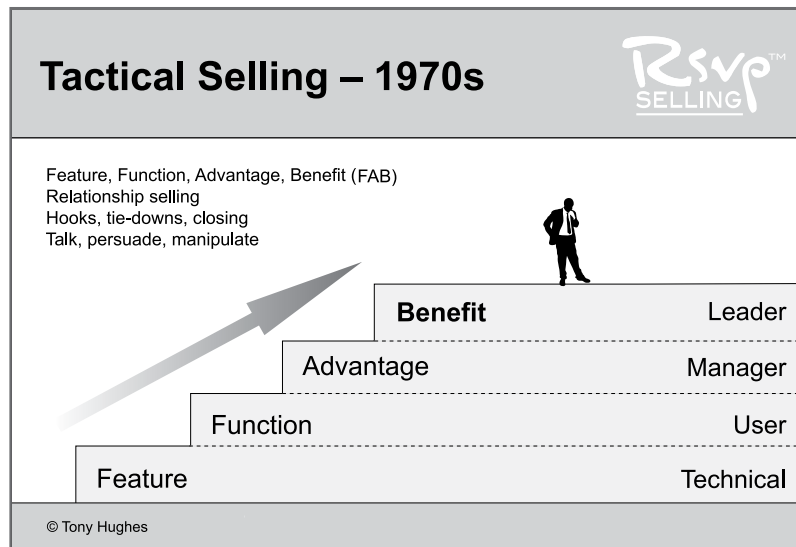 Tactical Selling – 1970s
Rsvp™
SELLING
Feature, Function, Advantage, Benefit (FAB)
Relationship selling
Hooks, tie-downs, closing
Talk, persuade, manipulate
Benefit Leader
Advantage Manager
Function User
Feature Technical
© Tony Hughes